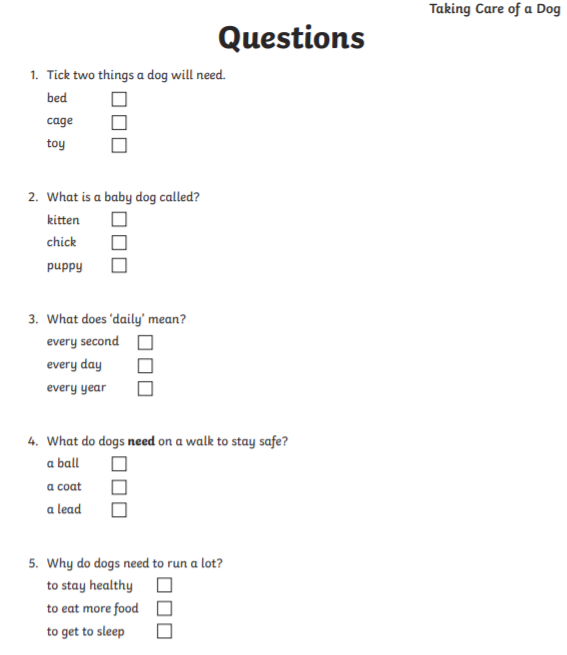 Taking Care of a Dog
Questions
1. Tick two things a dog will need.
bed
cage
toy
2. What is a baby dog called?
kitten
chick
puppy
3. What does ‘daily’ mean?
every second
every day
every year
4. What do dogs need on a walk to stay safe?
a ball
a coat
a lead
5. Why do dogs need to run a lot?
to stay healthy
to eat more food
to get to sleep